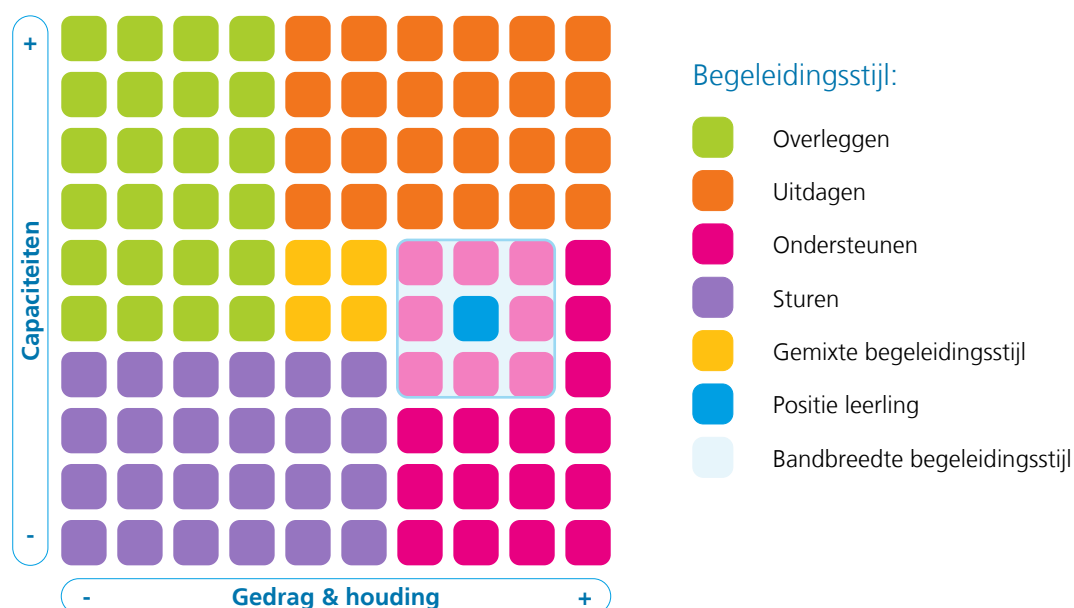 +
Capaciteiten
-
-
Gedrag & houding
+
Begeleidingsstijl:
Overleggen
Uitdagen
Ondersteunen
Sturen
Gemixte begeleidingsstijl
Positie leerling
Bandbreedte begeleidingsstijl